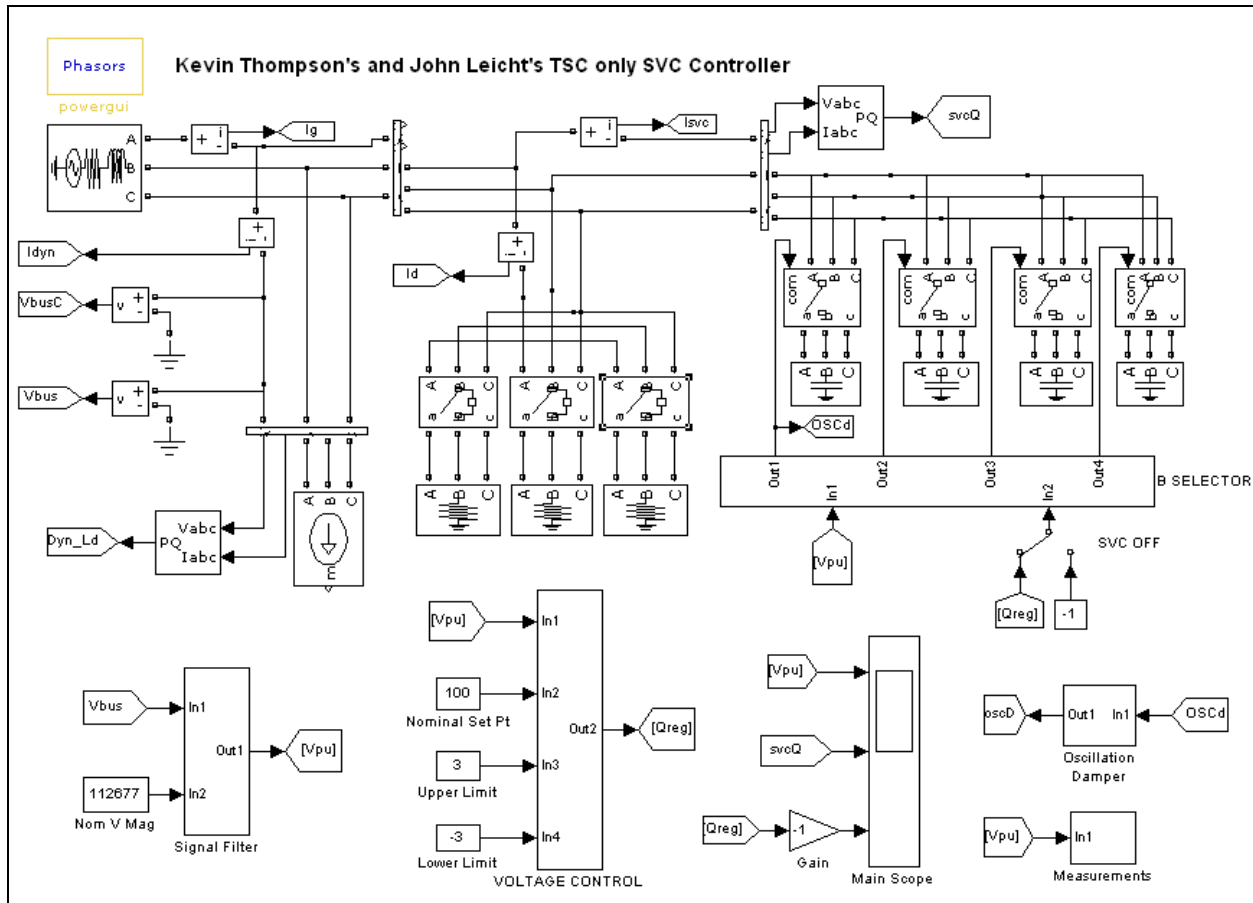 Phasors
powergui
Kevin Thompson's and John Leicht's TSC only SVC Controller
A
B
C
+
-
i
Ig
+
-
i
Isvc
Vabc
Iabc
PQ
svcQ
+
-
i
Idyn
+
-
i
Id
VbusC
v
+
-
Vbus
v
+
-
com
A
B
C
a
b
c
com
A
B
C
a
b
c
com
A
B
C
a
b
c
com
A
B
C
a
b
c
A
B
C
A
B
C
A
B
C
A
B
C
A
B
C
a
b
c
A
B
C
a
b
c
A
B
C
a
b
c
A
B
C
A
B
C
A
B
C
OSCd
Out1
In1
Out2
Out3
In2
Out4
B SELECTOR
[Vpu]
SVC OFF
[Qreg]
-1
Dyn_Ld
Vabc
PQ
Iabc
A
B
C
m
Vbus
In1
112677
In2
Nom V Mag
Out1
[Vpu]
Signal Filter
[Vpu]
In1
100
In2
Nominal Set Pt
3
In3
Upper Limit
-3
In4
Lower Limit
Out2
[Qreg]
VOLTAGE CONTROL
[Vpu]
svcQ
[Qreg]
-1
Gain
Main Scope
oscD
Out1
In1
OSCd
Oscillation
Damper
[Vpu]
In1
Measurements